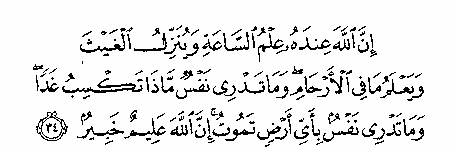 إِنَّ ٱللَّهَ عِندَهُۥ عِلْمُ ٱلسَّاعَةِ وَيُنَزِّلُ ٱلْغَيْثَ
وَيَعْلَمُ مَا فِى ٱلْأَرْحَامِ ۖ وَمَا تَدْرِى نَفْسٌ مَّاذَا تَكْسِبُ غَدًا ۖ
وَمَا تَدْرِى نَفْسٌۢ بِأَىِّ أَرْضٍ تَمُوتُ ۚ إِنَّ ٱللَّهَ عَلِيمٌ خَبِيرٌۢ ٣٤